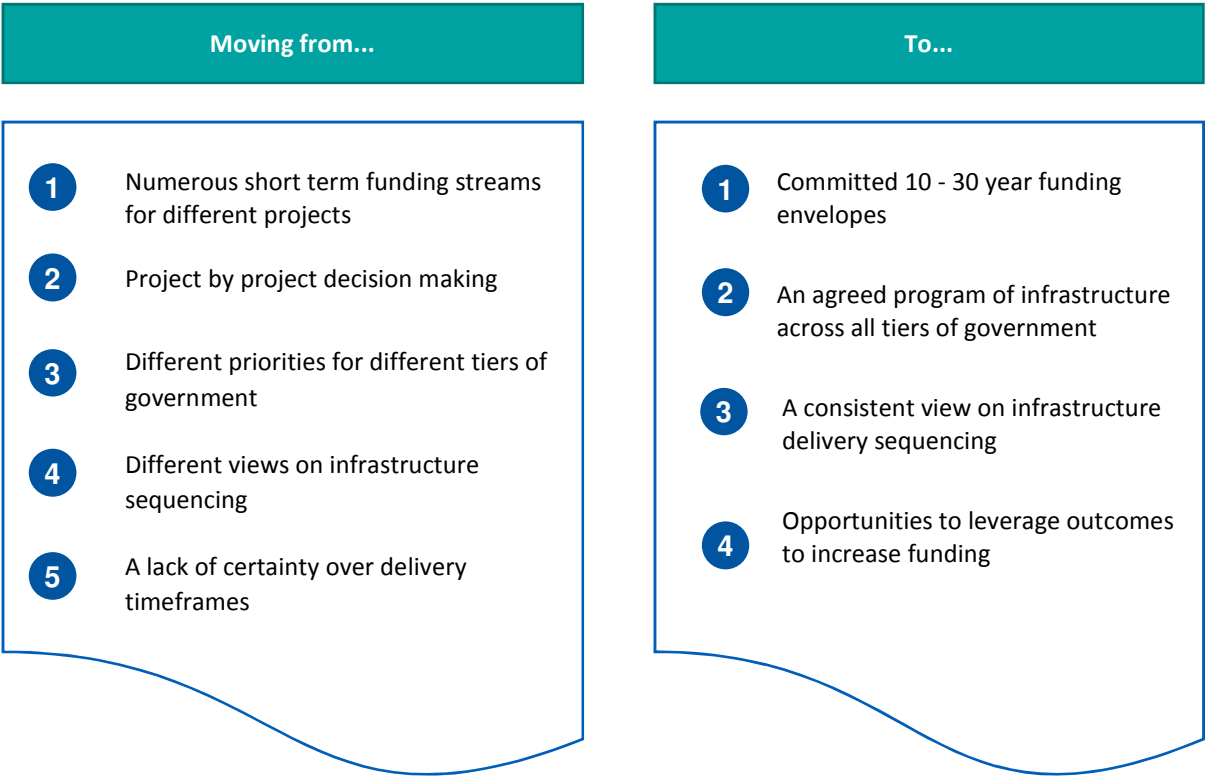 Moving from...
1
Numerous short term funding streams
for different projects
2
Project by project decision making
3
Different priorities for different tiers of
government
4
Different views on infrastructure
sequencing
5
A lack of certainty over delivery
timeframes
To...
1
Committed 10 - 30 year funding
envelopes
2
An agreed program of infrastructure
across all tiers of government
3
A consistent view on infrastructure
delivery sequencing
4
Opportunities to leverage outcomes
to increase funding